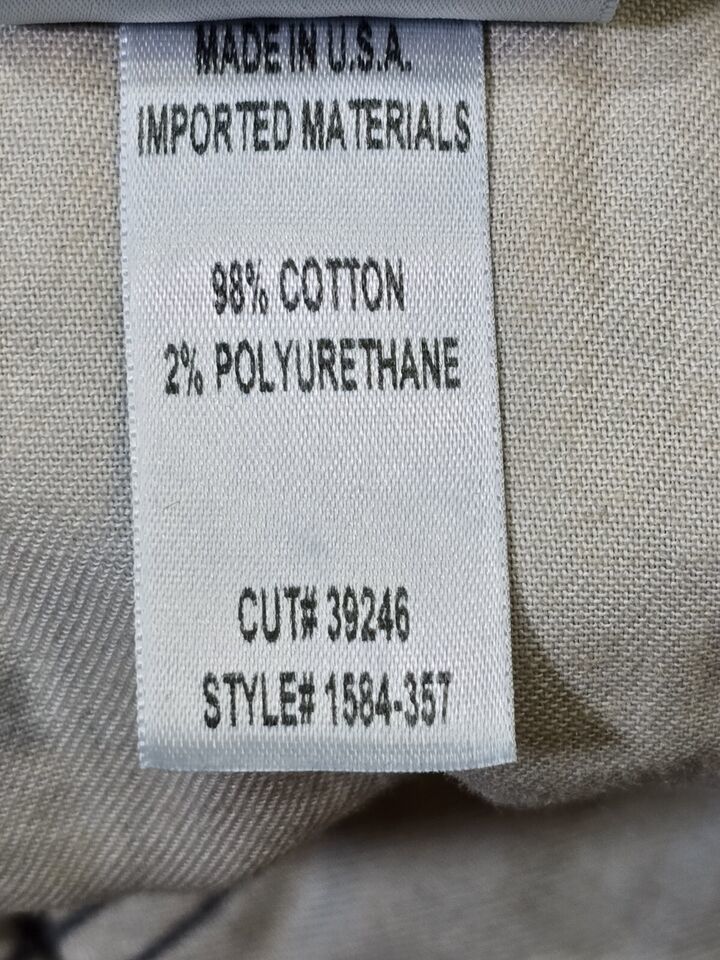 MADE IN U.S.A.
IMPORTED MATERIALS
98% COTTON
2% POLYURETHANE
CUT# 39246
STYLE# 1584-357